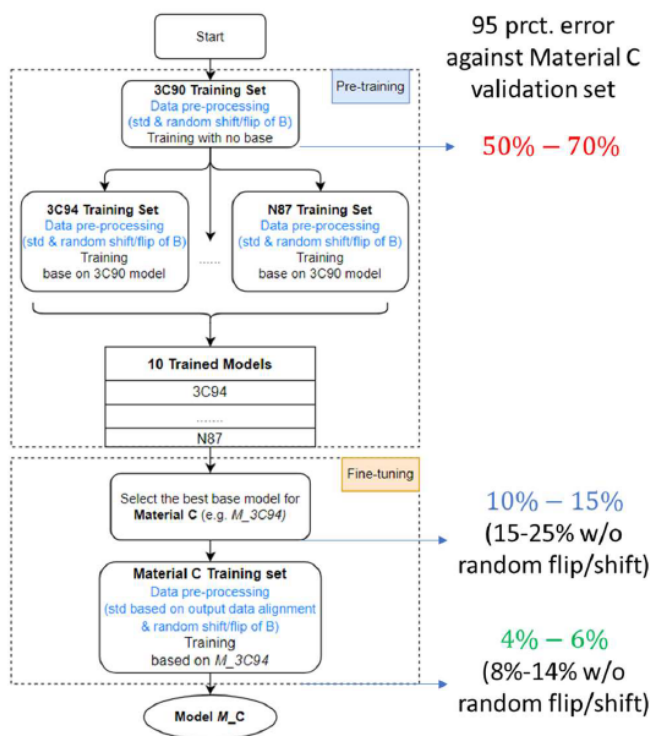 Start
95 prct. error
against Material C
validation set
Pre-training
3C90 Training Set
Data pre-processing
(std & random shift/flip of B)
Training with no base
50% – 70%
3C94 Training Set
Data pre-processing
(std & random shift/flip of B)
Training
base on 3C90 model
......
N87 Training Set
Data pre-processing
(std & random shift/flip of B)
Training
base on 3C90 model
10 Trained Models
3C94
.......
N87
Fine-tuning
Select the best base model for
Material C (e.g. M_3C94)
10% – 15%
(15-25% w/o
random flip/shift)
Material C Training set
Data pre-processing
(std based on output data alignment
& random shift/flip of B)
Training
based on M_3C94
4% – 6%
(8%-14% w/o
random flip/shift)
Model M_C